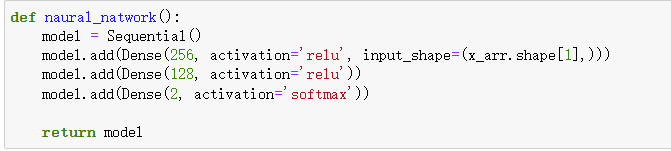 def naural_natwork():
    model = Sequential()
    model.add(Dense(256, activation='relu', input_shape=(x_arr.shape[1],)))
    model.add(Dense(128, activation='relu'))
    model.add(Dense(2, activation='softmax'))
    return model